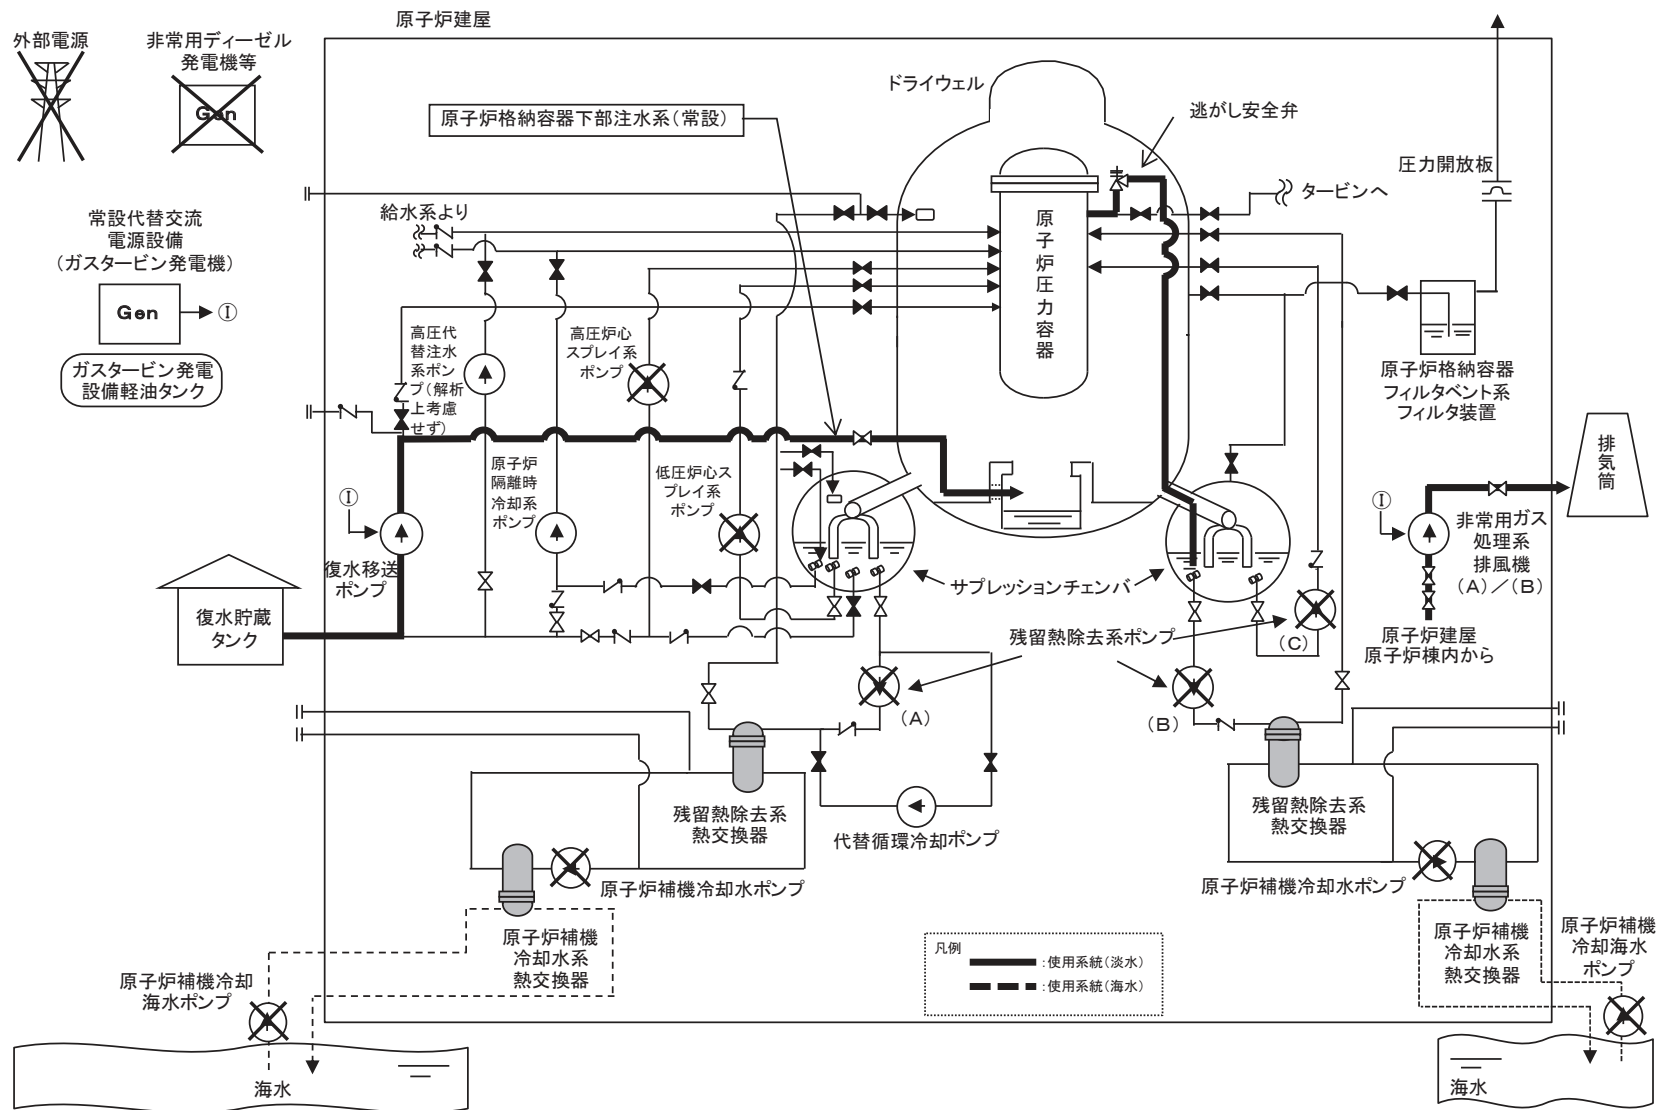 原子炉建屋
外部電源
非常用ディーゼル
発電機等
Gen
ドライウェル
逃がし安全弁
原子炉格納容器下部注水系(常設)
圧力開放板
タービンへ
給水系より
常設代替交流
電源設備
(ガスタービン発電機)
Gen
Ⓘ
ガスタービン発電
設備軽油タンク
原子炉圧力容器
高圧代
替注水
系ポン
プ(解析
上考慮
せず)
高圧炉心
スプレイ系
ポンプ
原子炉格納容器
フィルタベント系
フィルタ装置
排気筒
原子炉
隔離時
冷却系
ポンプ
低圧炉心ス
プレイ系
ポンプ
Ⓘ
復水移送
ポンプ
Ⓘ
非常用ガス
処理系
排風機
(A)/(B)
サプレッションチェンバ
復水貯蔵
タンク
残留熱除去系ポンプ
(C)
原子炉建屋
原子炉棟内から
(A)
(B)
残留熱除去系
熱交換器
代替循環冷却ポンプ
残留熱除去系
熱交換器
原子炉補機冷却水ポンプ
原子炉補機冷却水ポンプ
原子炉補機
冷却水系
熱交換器
原子炉補機
冷却水系
熱交換器
原子炉補機
冷却海水
ポンプ
原子炉補機冷却
海水ポンプ
凡例
:使用系統(淡水)
:使用系統(海水)
海水
海水